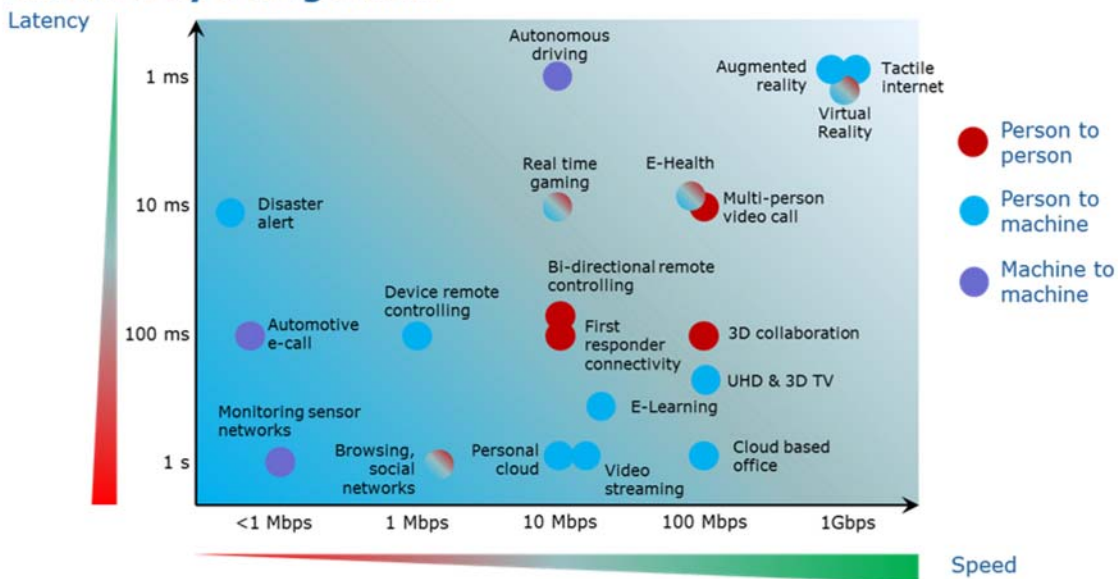 Latency
Autonomous
driving
1 ms
Augmented
reality
Tactile
internet
Virtual
Reality
Person to
person
Real time
gaming
E-Health
10 ms
Disaster
alert
Multi-person
video call
Person to
machine
Bi-directional remote
controlling
Machine to
machine
Device remote
controlling
100 ms
Automotive
e-call
First
responder
connectivity
3D collaboration
UHD & 3D TV
E-Learning
Monitoring sensor
networks
1 s
Browsing,
social
networks
Personal
cloud
Video
streaming
Cloud based
office
<1 Mbps
1 Mbps
10 Mbps
100 Mbps
1Gbps
Speed